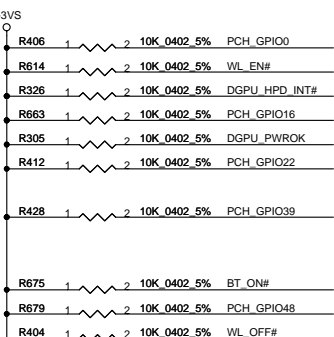 3VS
R406 1 2 10K_0402_5% PCH_GPIO0
R614 1 2 10K_0402_5% WL_EN#
R326 1 2 10K_0402_5% DGPU_HPD_INT#
R663 1 2 10K_0402_5% PCH_GPIO16
R305 1 2 10K_0402_5% DGPU_PWROK
R412 1 2 10K_0402_5% PCH_GPIO22
R428 1 2 10K_0402_5% PCH_GPIO39
R675 1 2 10K_0402_5% BT_ON#
R679 1 2 10K_0402_5% PCH_GPIO48
R404 1 2 10K_0402_5% WL_OFF#